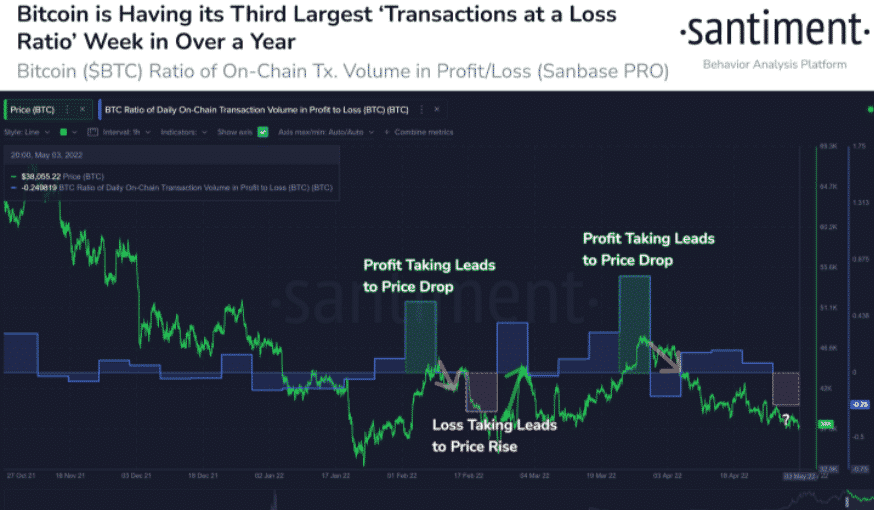 Bitcoin is Having its Third Largest ‘Transactions at a Loss
Ratio’ Week in Over a Year
Bitcoin ($BTC) Ratio of On-Chain Tx. Volume in Profit/Loss (Sanbase PRO)
·santiment·
Behavior Analysis Platform
Price (BTC)
BTC Ratio of Daily On-Chain Transaction Volume in Profit to Loss (BTC) (BTC)
Style: Line
Interval: 1h
Indicators:
Show axis
Axis max/min: Auto/Auto
+ Combine metrics
20:00, May 03, 2022
$38,055.22 Price (BTC)
-0.249819 BTC Ratio of Daily On-Chain Transaction Volume in Profit to Loss (BTC) (BTC)
Profit Taking Leads
to Price Drop
Profit Taking Leads
to Price Drop
·santiment·
Loss Taking Leads
to Price Rise
?
69.3K
64.7K
60.2K
55.6K
51.1K
46.6K
42K
38K
32.9K
1.75
1.313
0.875
0.438
0
-0.25
-0.5
-0.75
27 Oct 21
16 Nov 21
03 Dec 21
18 Dec 21
02 Jan 22
17 Jan 22
01 Feb 22
17 Feb 22
04 Mar 22
19 Mar 22
03 Apr 22
18 Apr 22
03 May 22